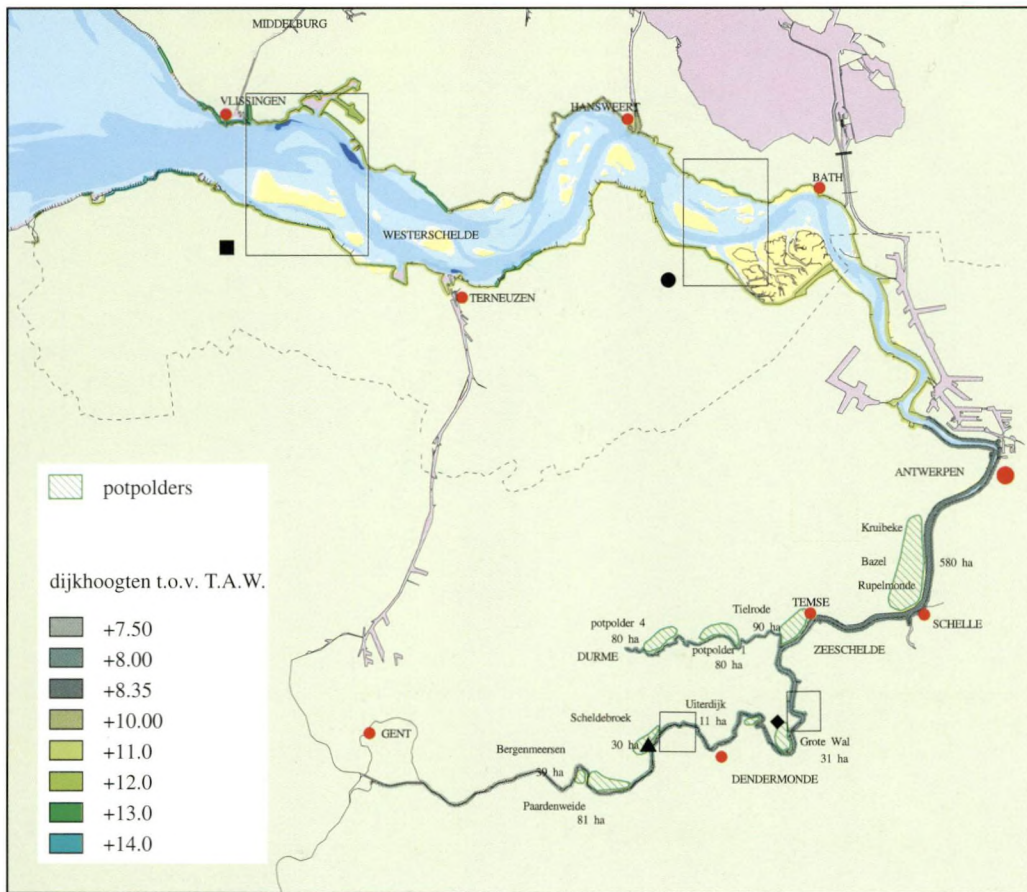 MIDDELBURG
VLISSINGEN
HANSWEERT
BATH
WESTERSCHELDE
TERNEUZEN
ANTWERPEN
Kruibeke
Bazel
580 ha
Rupelmonde
TEMSE
Tielrode
90 ha
SCHELLE
potpolder 4
80 ha
potpolder 1
80 ha
DURME
ZEESCHELDE
Uiterdijk
11 ha
Scheldebroek
30 ha
GENT
Grote Wal
31 ha
Bergenmeersen
39 ha
DENDERMONDE
Paardenweide
81 ha
potpolders
dijkhoogten t.o.v. T.A.W.
+7.50
+8.00
+8.35
+10.00
+11.0
+12.0
+13.0
+14.0